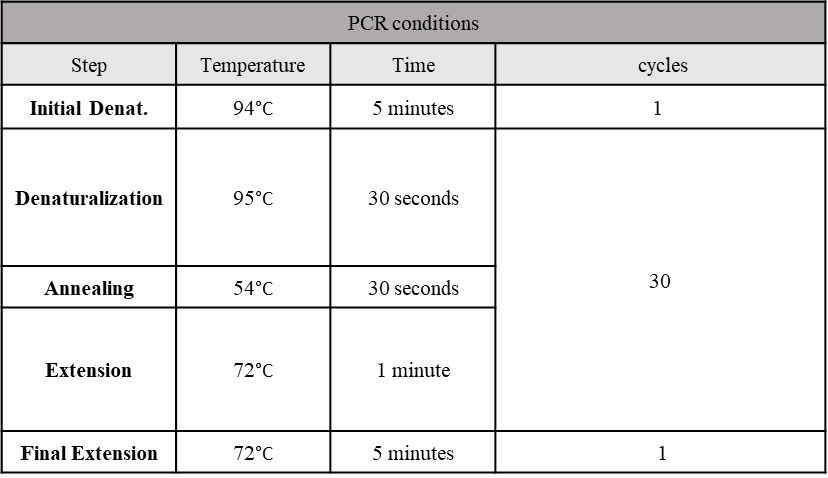 PCR conditions
Step Temperature Time cycles
Initial Denat. 94°C 5 minutes 1
Denaturalization 95°C 30 seconds
Annealing 54°C 30 seconds 30
Extension 72°C 1 minute
Final Extension 72°C 5 minutes 1